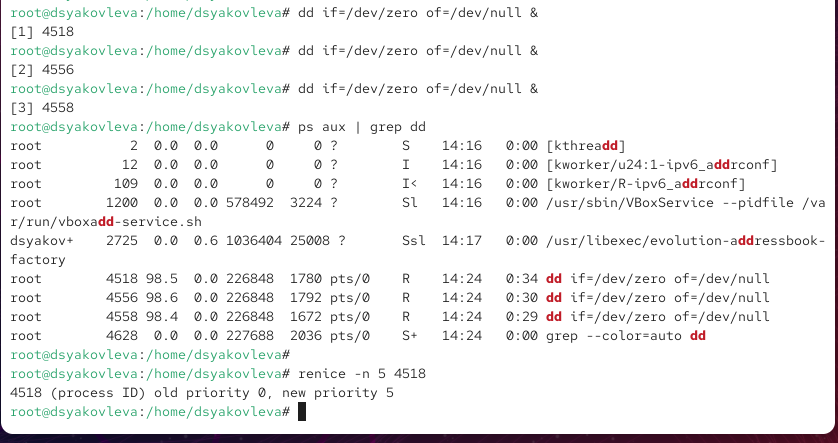 root@dsyakovleva:/home/dsyakovleva# dd if=/dev/zero of=/dev/null &
[1] 4518
root@dsyakovleva:/home/dsyakovleva# dd if=/dev/zero of=/dev/null &
[2] 4556
root@dsyakovleva:/home/dsyakovleva# dd if=/dev/zero of=/dev/null &
[3] 4558
root@dsyakovleva:/home/dsyakovleva# ps aux | grep dd
root           2  0.0  0.0      0     0 ?        S    14:16   0:00 [kthreadd]
root          12  0.0  0.0      0     0 ?        I    14:16   0:00 [kworker/u24:1-ipv6_addrconf]
root         109  0.0  0.0      0     0 ?        I<   14:16   0:00 [kworker/R-ipv6_addrconf]
root        1200  0.0  0.0 578492  3224 ?        Sl   14:16   0:00 /usr/sbin/VBoxService --pidfile /va
r/run/vboxadd-service.sh
dsyakov+    2725  0.0  0.6 1036404 25008 ?       Ssl  14:17   0:00 /usr/libexec/evolution-addressbook-
factory
root        4518 98.5  0.0 226848  1780 pts/0    R    14:24   0:34 dd if=/dev/zero of=/dev/null
root        4556 98.6  0.0 226848  1792 pts/0    R    14:24   0:30 dd if=/dev/zero of=/dev/null
root        4558 98.4  0.0 226848  1672 pts/0    R    14:24   0:29 dd if=/dev/zero of=/dev/null
root        4628  0.0  0.0 227688  2036 pts/0    S+   14:24   0:00 grep --color=auto dd
root@dsyakovleva:/home/dsyakovleva#
root@dsyakovleva:/home/dsyakovleva# renice -n 5 4518
4518 (process ID) old priority 0, new priority 5
root@dsyakovleva:/home/dsyakovleva#